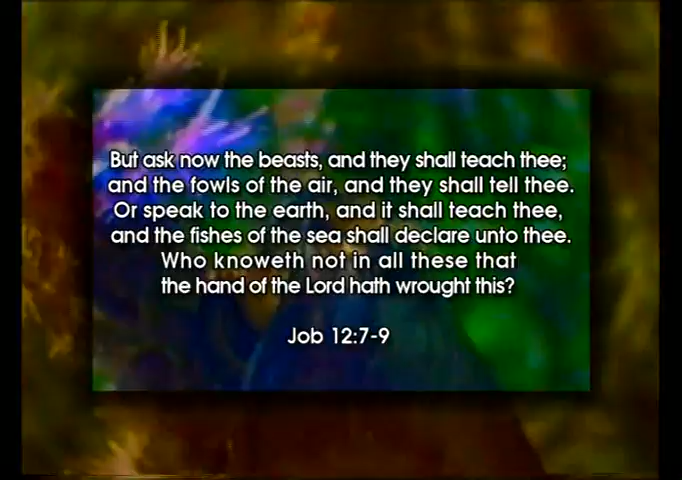 But ask now the beasts, and they shall teach thee;
and the fowls of the air, and they shall tell thee.
Or speak to the earth, and it shall teach thee,
and the fishes of the sea shall declare unto thee.
Who knoweth not in all these that
the hand of the Lord hath wrought this?
Job 12:7-9